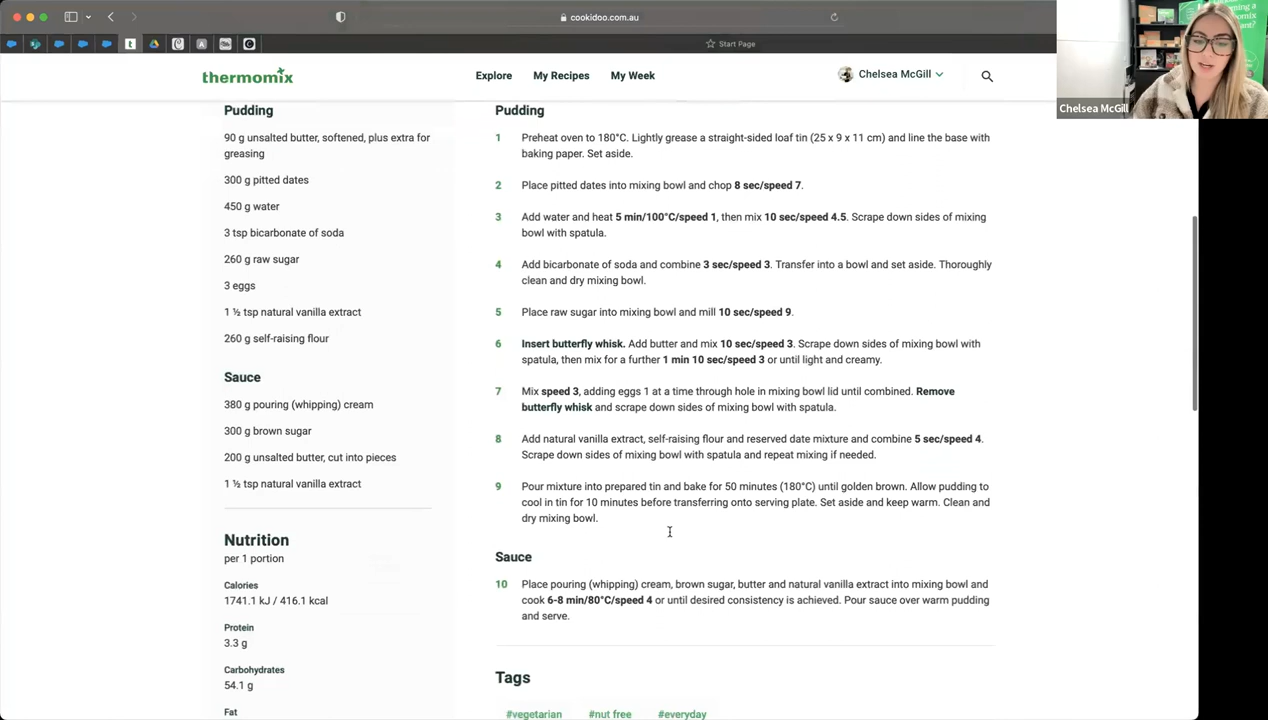 cookidoo.com.au
Start Page
thermomix
Explore
My Recipes
My Week
Chelsea McGill
Chelsea McGill
Pudding
90 g unsalted butter, softened, plus extra for
greasing
300 g pitted dates
450 g water
3 tsp bicarbonate of soda
260 g raw sugar
3 eggs
1 ½ tsp natural vanilla extract
260 g self-raising flour
Sauce
380 g pouring (whipping) cream
300 g brown sugar
200 g unsalted butter, cut into pieces
1 ½ tsp natural vanilla extract
Nutrition
per 1 portion
Calories
1741.1 kJ / 416.1 kcal
Protein
3.3 g
Carbohydrates
54.1 g
Fat
Pudding
1 Preheat oven to 180°C. Lightly grease a straight-sided loaf tin (25 x 9 x 11 cm) and line the base with
baking paper. Set aside.
2 Place pitted dates into mixing bowl and chop 8 sec/speed 7.
3 Add water and heat 5 min/100°C/speed 1, then mix 10 sec/speed 4.5. Scrape down sides of mixing
bowl with spatula.
4 Add bicarbonate of soda and combine 3 sec/speed 3. Transfer into a bowl and set aside. Thoroughly
clean and dry mixing bowl.
5 Place raw sugar into mixing bowl and mill 10 sec/speed 9.
6 Insert butterfly whisk. Add butter and mix 10 sec/speed 3. Scrape down sides of mixing bowl with
spatula, then mix for a further 1 min 10 sec/speed 3 or until light and creamy.
7 Mix speed 3, adding eggs 1 at a time through hole in mixing bowl lid until combined. Remove
butterfly whisk and scrape down sides of mixing bowl with spatula.
8 Add natural vanilla extract, self-raising flour and reserved date mixture and combine 5 sec/speed 4.
Scrape down sides of mixing bowl with spatula and repeat mixing if needed.
9 Pour mixture into prepared tin and bake for 50 minutes (180°C) until golden brown. Allow pudding to
cool in tin for 10 minutes before transferring onto serving plate. Set aside and keep warm. Clean and
dry mixing bowl.
Sauce
10 Place pouring (whipping) cream, brown sugar, butter and natural vanilla extract into mixing bowl and
cook 6-8 min/80°C/speed 4 or until desired consistency is achieved. Pour sauce over warm pudding
and serve.
Tags
#vegetarian
#nut free
#everyday